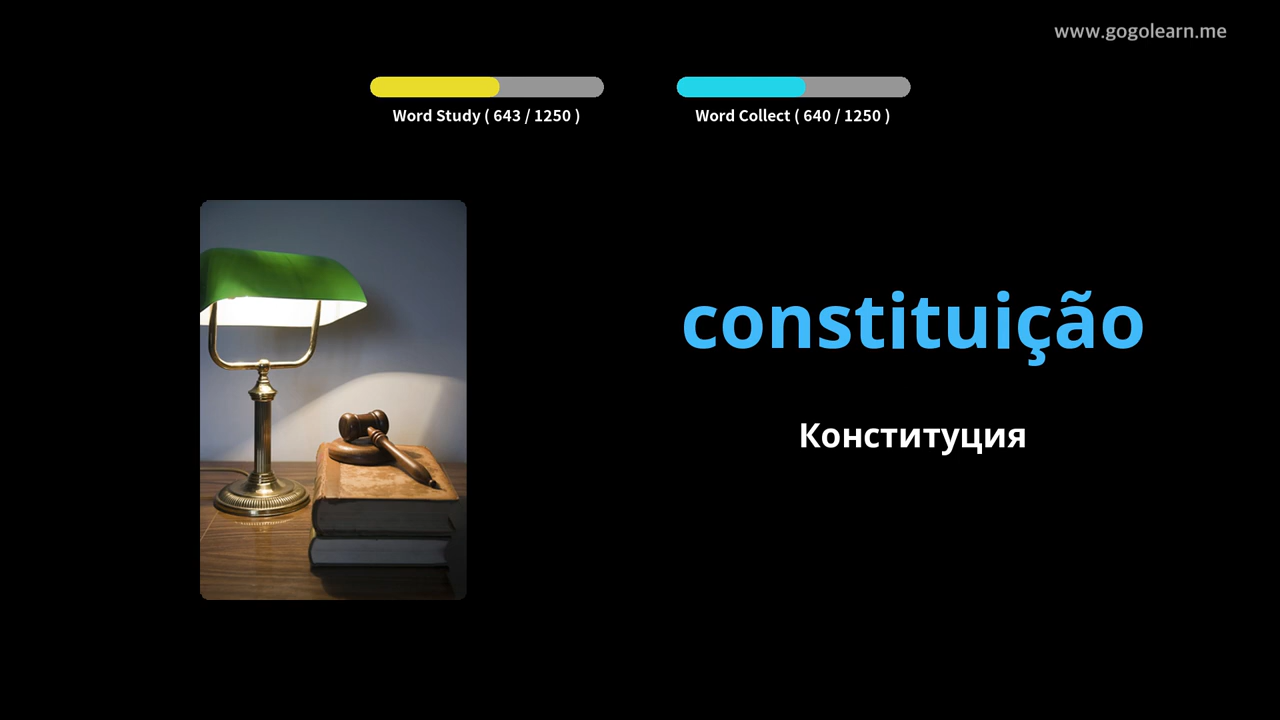 www.gogolearn.me
Word Study ( 643 / 1250 )
Word Collect ( 640 / 1250 )
constituição
Конституция